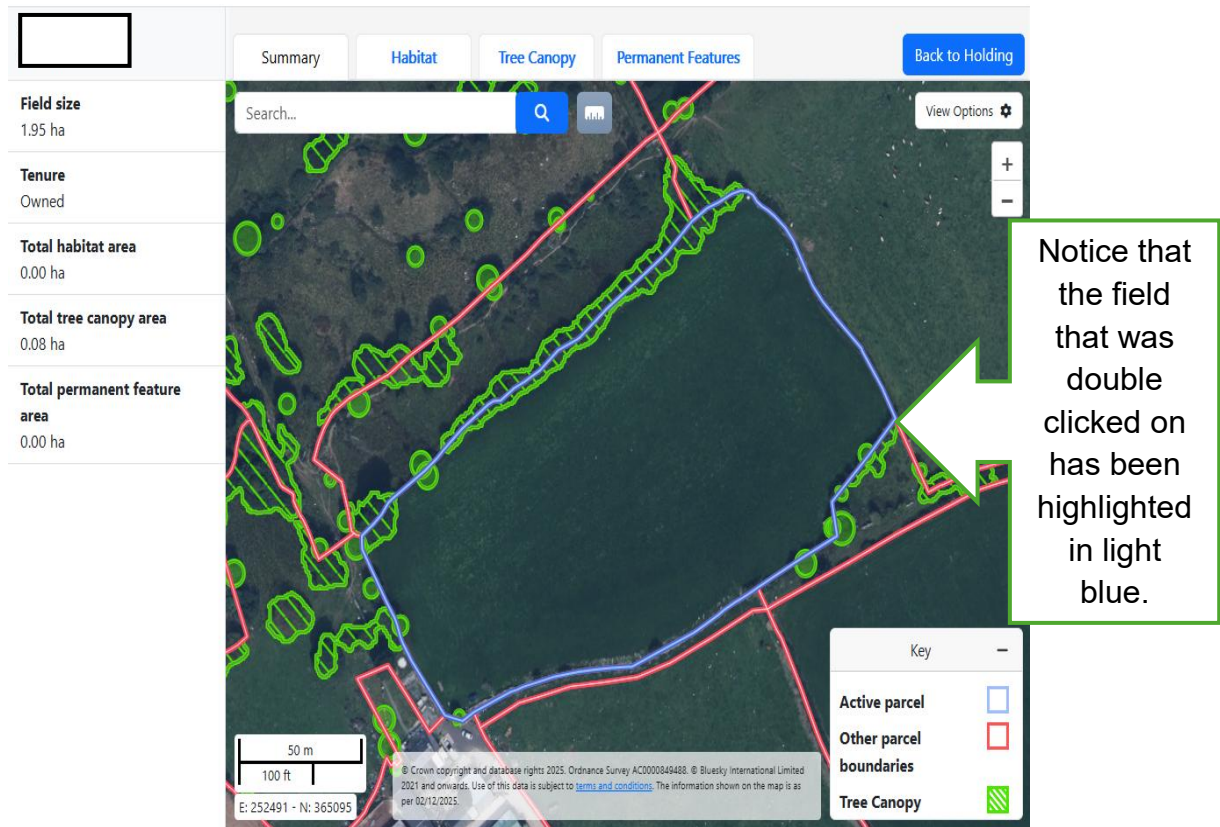 Summary
Habitat
Tree Canopy
Permanent Features
Back to Holding
Field size
1.95 ha
Tenure
Owned
Total habitat area
0.00 ha
Total tree canopy area
0.08 ha
Total permanent feature
area
0.00 ha
Search...
View Options
+
−
Notice that
the field
that was
double
clicked on
has been
highlighted
in light
blue.
Key −
Active parcel
Other parcel
boundaries
Tree Canopy
50 m
100 ft
E: 252491 - N: 365095
© Crown copyright and database rights 2025. Ordnance Survey AC0000849488. © Bluesky International Limited
2021 and onwards. Use of this data is subject to terms and conditions. The information shown on the map is as
per 02/12/2025.